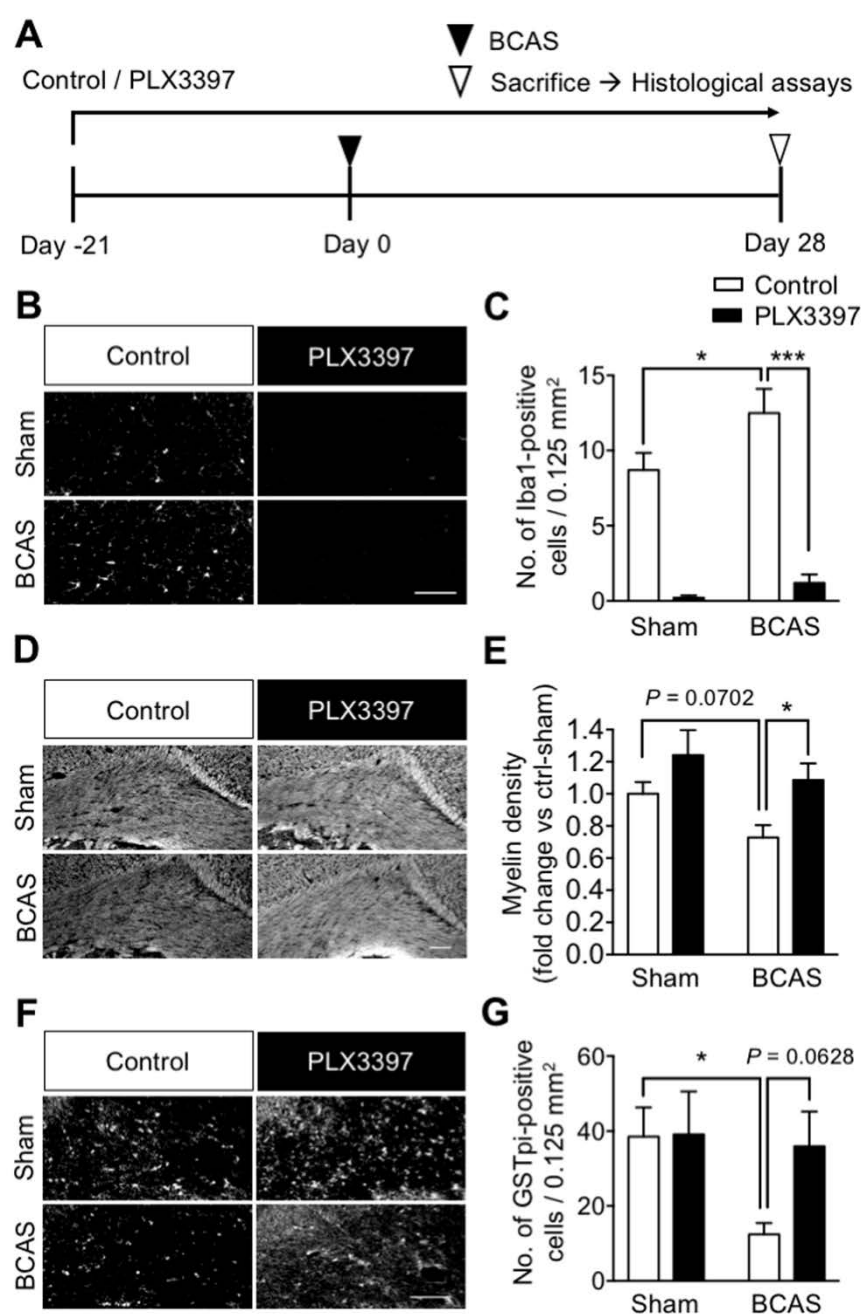 A
BCAS
Control / PLX3397
Sacrifice → Histological assays
Day -21
Day 0
Day 28
B
Control
PLX3397
Sham
BCAS
C
Control
PLX3397
*
***
No. of Iba1-positive
cells / 0.125 mm²
15
10
5
0
Sham
BCAS
D
Control
PLX3397
Sham
BCAS
E
P = 0.0702
*
Myelin density
(fold change vs ctrl-sham)
1.4
1.2
1.0
0.8
0.6
0.4
0.2
0.0
Sham
BCAS
F
Control
PLX3397
Sham
BCAS
G
*
P = 0.0628
No. of GSTpi-positive
cells / 0.125 mm²
60
40
20
0
Sham
BCAS